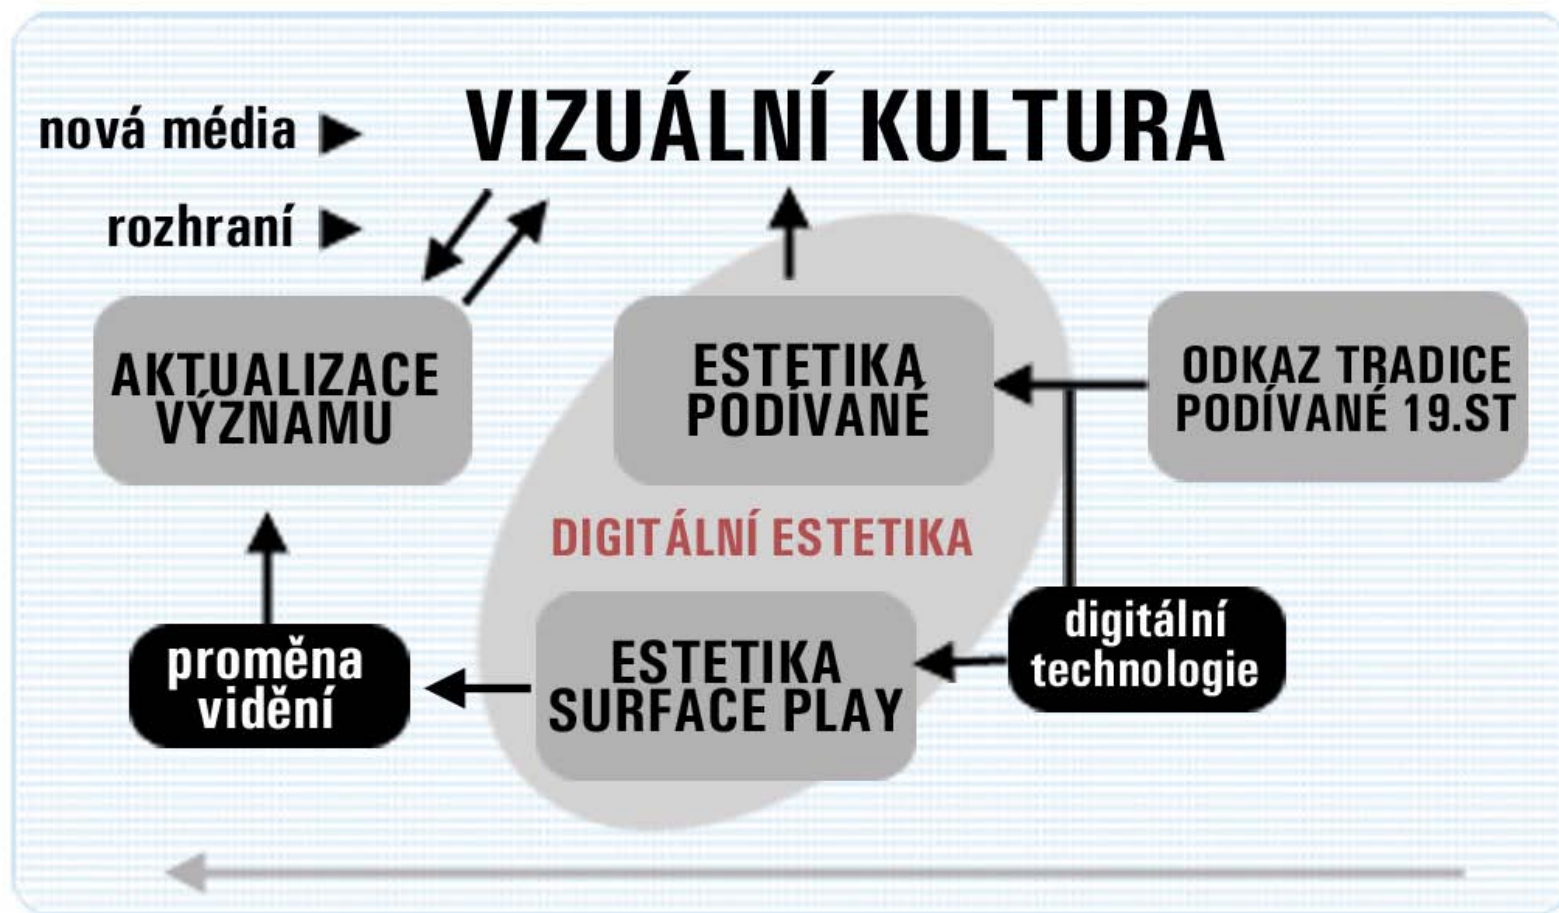 nová média
VIZUÁLNÍ KULTURA
rozhraní
AKTUALIZACE
VÝZNAMU
ESTETIKA
PODÍVANÉ
ODKAZ TRADICE
PODÍVANÉ 19.ST
DIGITÁLNÍ ESTETIKA
proměna
vidění
ESTETIKA
SURFACE PLAY
digitální
technologie